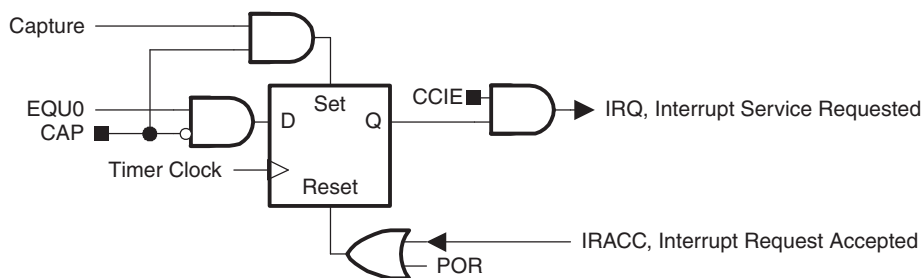 Capture
EQU0
CAP
Timer Clock
Set
D
Q
Reset
CCIE
IRQ, Interrupt Service Requested
IRACC, Interrupt Request Accepted
POR